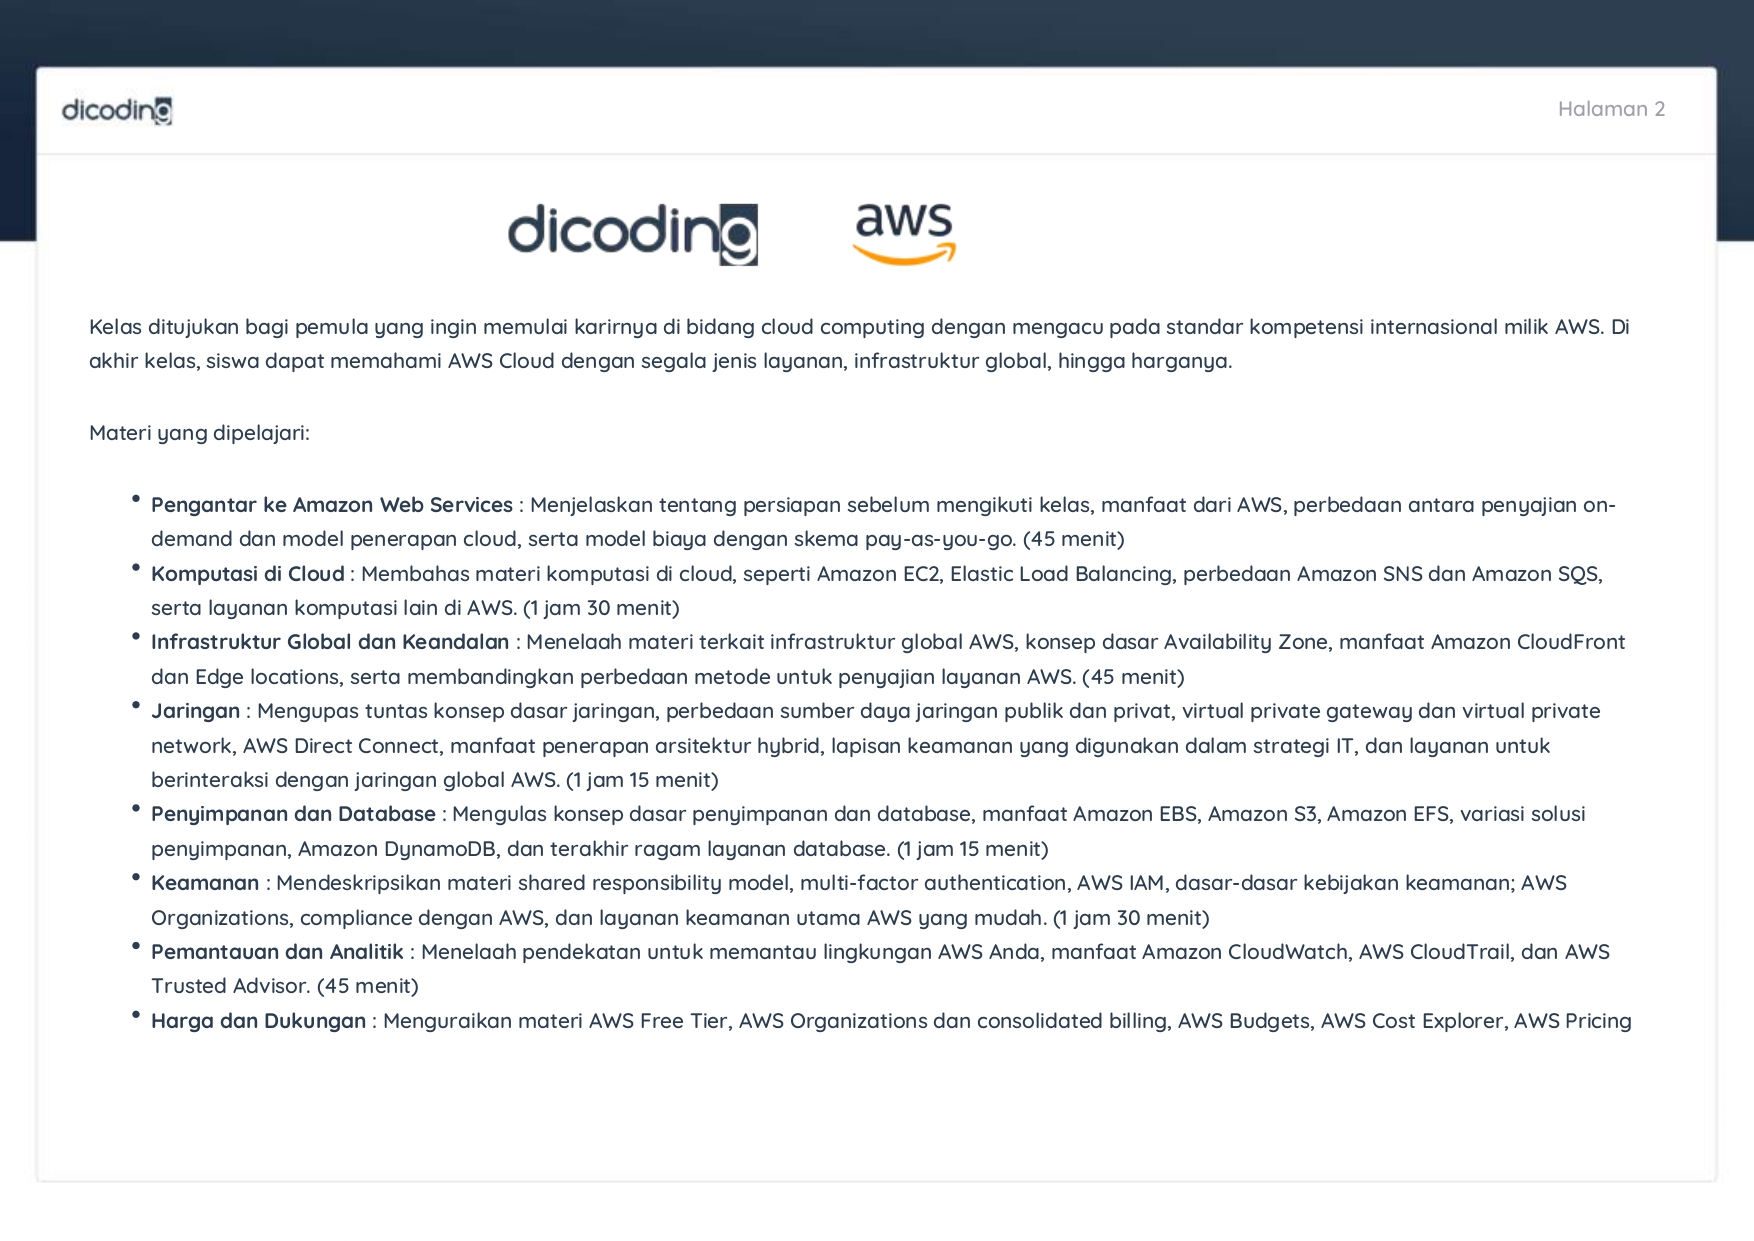 dicoding
Halaman 2
dicoding aws
Kelas ditujukan bagi pemula yang ingin memulai karirnya di bidang cloud computing dengan mengacu pada standar kompetensi internasional milik AWS. Di
akhir kelas, siswa dapat memahami AWS Cloud dengan segala jenis layanan, infrastruktur global, hingga harganya.
Materi yang dipelajari:
• Pengantar ke Amazon Web Services : Menjelaskan tentang persiapan sebelum mengikuti kelas, manfaat dari AWS, perbedaan antara penyajian on-
demand dan model penerapan cloud, serta model biaya dengan skema pay-as-you-go. (45 menit)
• Komputasi di Cloud : Membahas materi komputasi di cloud, seperti Amazon EC2, Elastic Load Balancing, perbedaan Amazon SNS dan Amazon SQS,
serta layanan komputasi lain di AWS. (1 jam 30 menit)
• Infrastruktur Global dan Keandalan : Menelaah materi terkait infrastruktur global AWS, konsep dasar Availability Zone, manfaat Amazon CloudFront
dan Edge locations, serta membandingkan perbedaan metode untuk penyajian layanan AWS. (45 menit)
• Jaringan : Mengupas tuntas konsep dasar jaringan, perbedaan sumber daya jaringan publik dan privat, virtual private gateway dan virtual private
network, AWS Direct Connect, manfaat penerapan arsitektur hybrid, lapisan keamanan yang digunakan dalam strategi IT, dan layanan untuk
berinteraksi dengan jaringan global AWS. (1 jam 15 menit)
• Penyimpanan dan Database : Mengulas konsep dasar penyimpanan dan database, manfaat Amazon EBS, Amazon S3, Amazon EFS, variasi solusi
penyimpanan, Amazon DynamoDB, dan terakhir ragam layanan database. (1 jam 15 menit)
• Keamanan : Mendeskripsikan materi shared responsibility model, multi-factor authentication, AWS IAM, dasar-dasar kebijakan keamanan; AWS
Organizations, compliance dengan AWS, dan layanan keamanan utama AWS yang mudah. (1 jam 30 menit)
• Pemantauan dan Analitik : Menelaah pendekatan untuk memantau lingkungan AWS Anda, manfaat Amazon CloudWatch, AWS CloudTrail, dan AWS
Trusted Advisor. (45 menit)
• Harga dan Dukungan : Menguraikan materi AWS Free Tier, AWS Organizations dan consolidated billing, AWS Budgets, AWS Cost Explorer, AWS Pricing